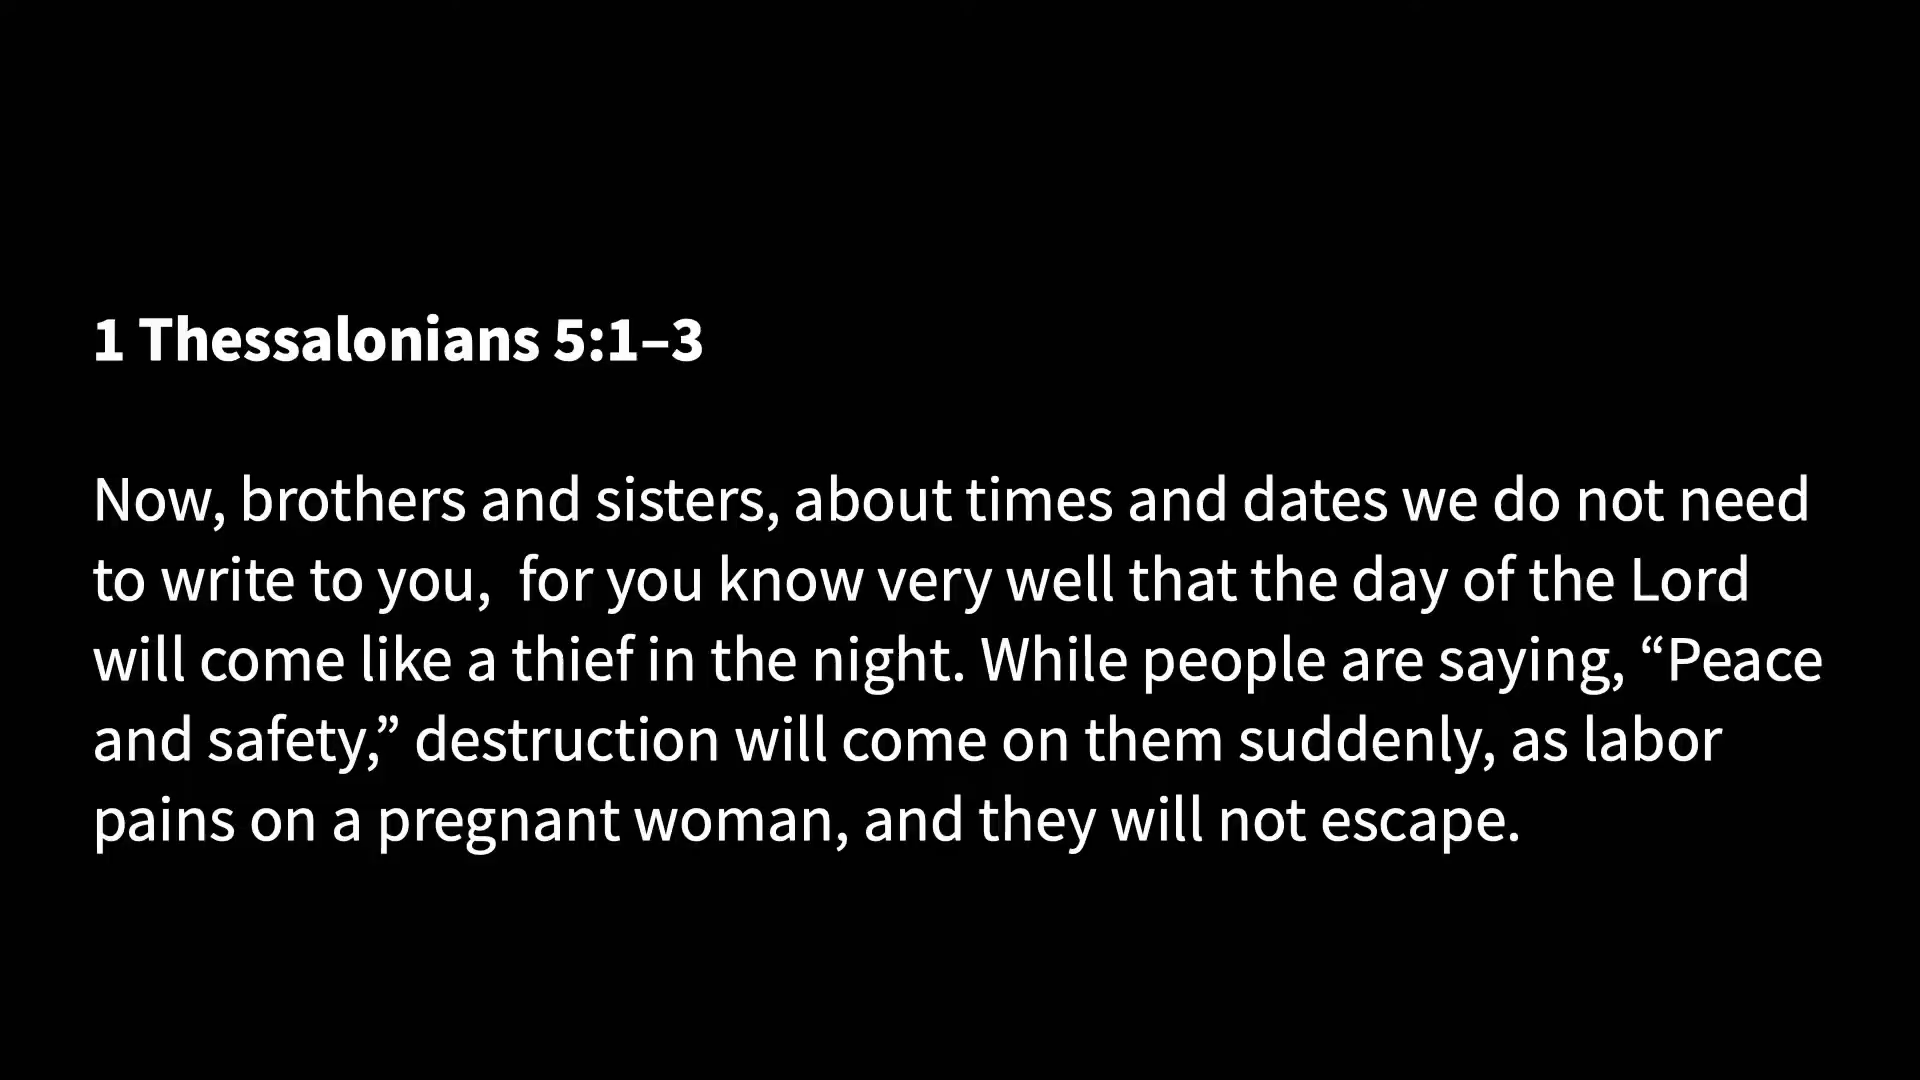 1 Thessalonians 5:1–3
Now, brothers and sisters, about times and dates we do not need
to write to you,  for you know very well that the day of the Lord
will come like a thief in the night. While people are saying, “Peace
and safety,” destruction will come on them suddenly, as labor
pains on a pregnant woman, and they will not escape.